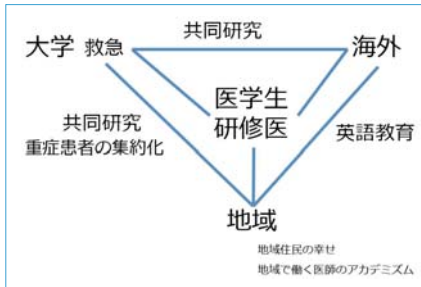 共同研究
大学 救急
海外
医学生
研修医
共同研究
重症患者の集約化
英語教育
地域
地域住民の幸せ
地域で働く医師のアカデミズム